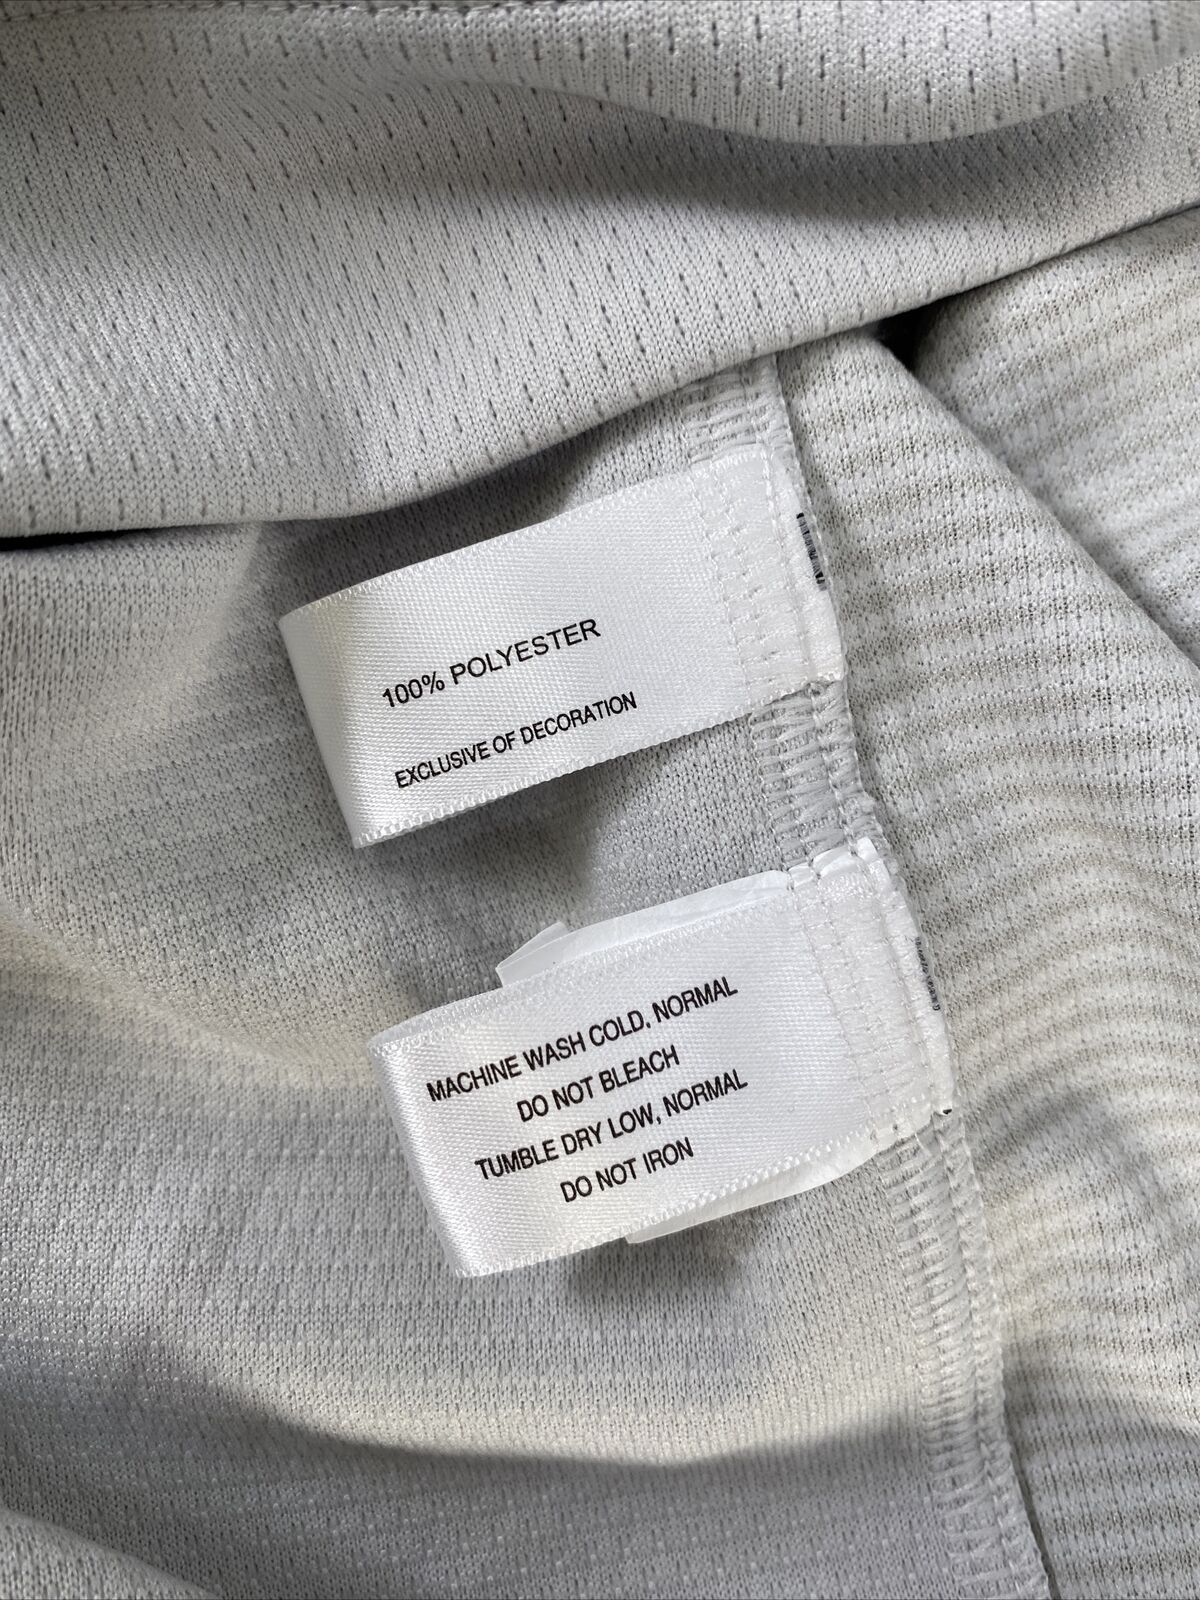 100% POLYESTER
EXCLUSIVE OF DECORATION
MACHINE WASH COLD, NORMAL
DO NOT BLEACH
TUMBLE DRY LOW, NORMAL
DO NOT IRON